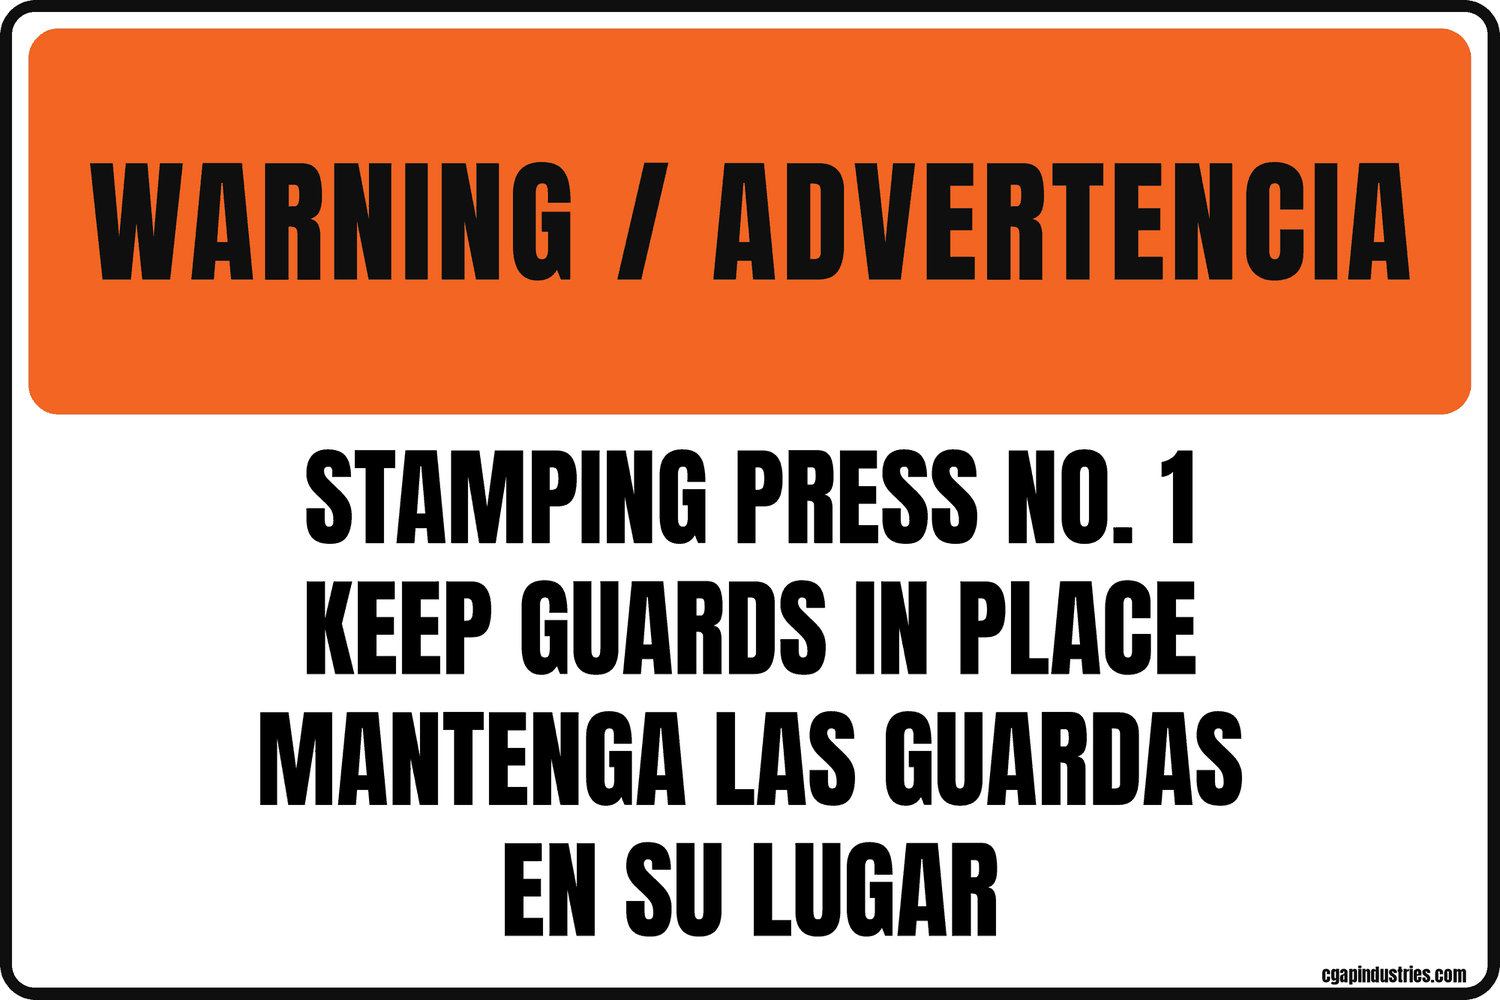 WARNING / ADVERTENCIA
STAMPING PRESS NO. 1
KEEP GUARDS IN PLACE
MANTENGA LAS GUARDAS
EN SU LUGAR
cgapindustries.com